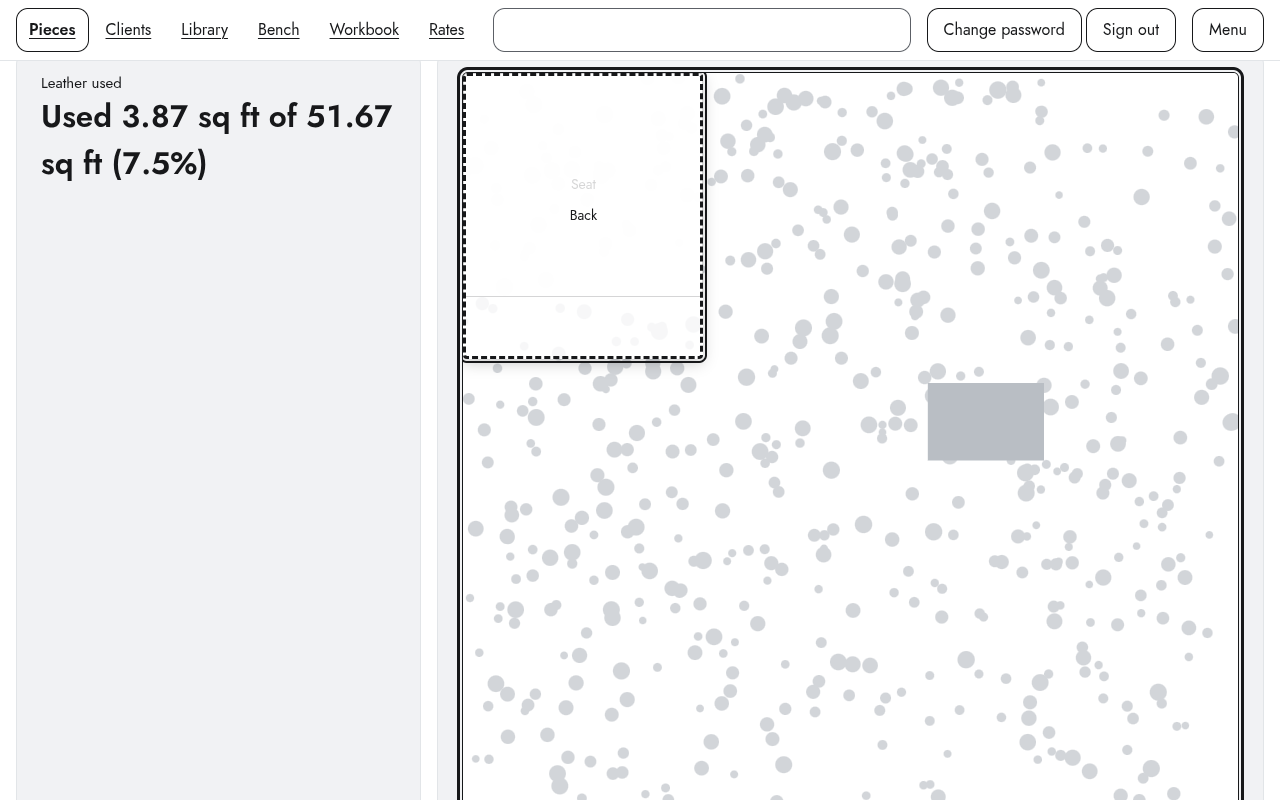 Pieces Clients Library Bench Workbook Rates Change password Sign out Menu
Leather used
Used 3.87 sq ft of 51.67
sq ft (7.5%)
Seat
Back